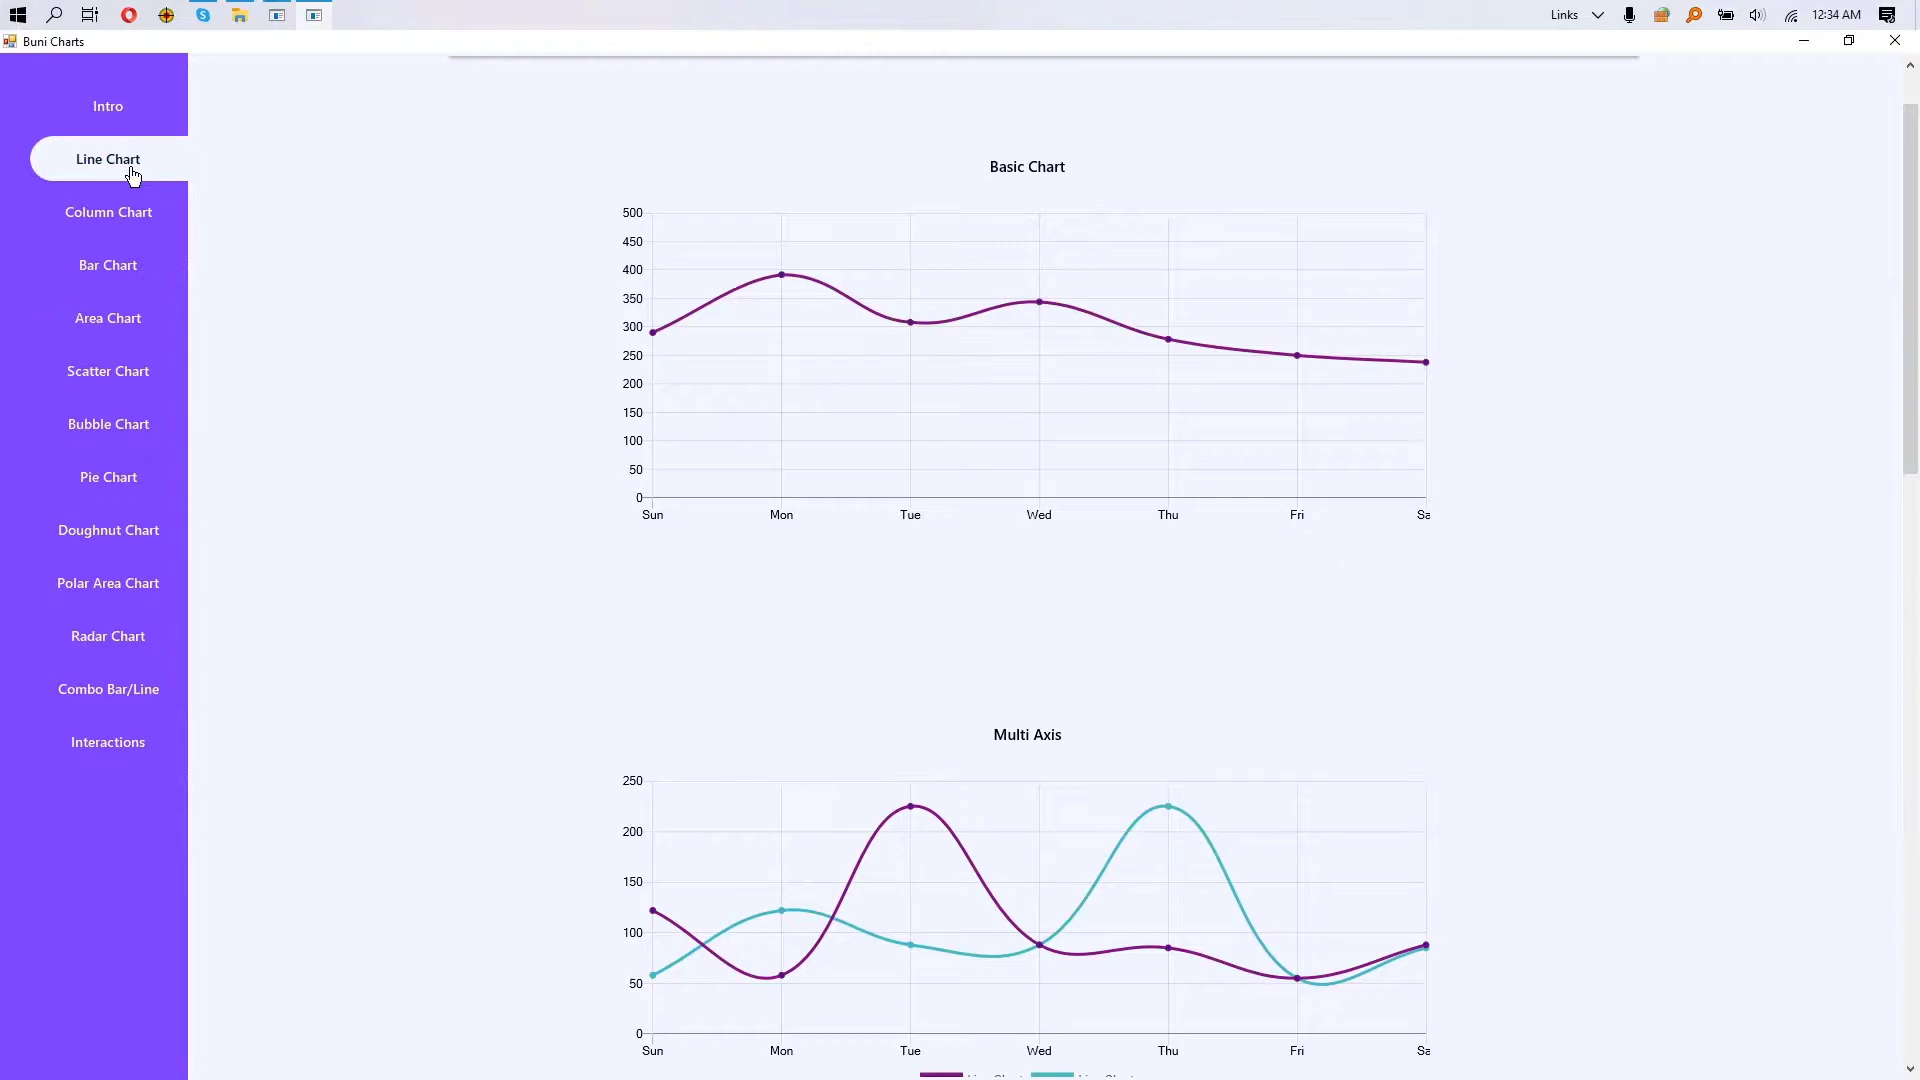 Links 12:34 AM
Buni Charts
Intro
Line Chart
Column Chart
Bar Chart
Area Chart
Scatter Chart
Bubble Chart
Pie Chart
Doughnut Chart
Polar Area Chart
Radar Chart
Combo Bar/Line
Interactions
Basic Chart
500
450
400
350
300
250
200
150
100
50
0
Sun Mon Tue Wed Thu Fri Sa
Multi Axis
250
200
150
100
50
0
Sun Mon Tue Wed Thu Fri Sa